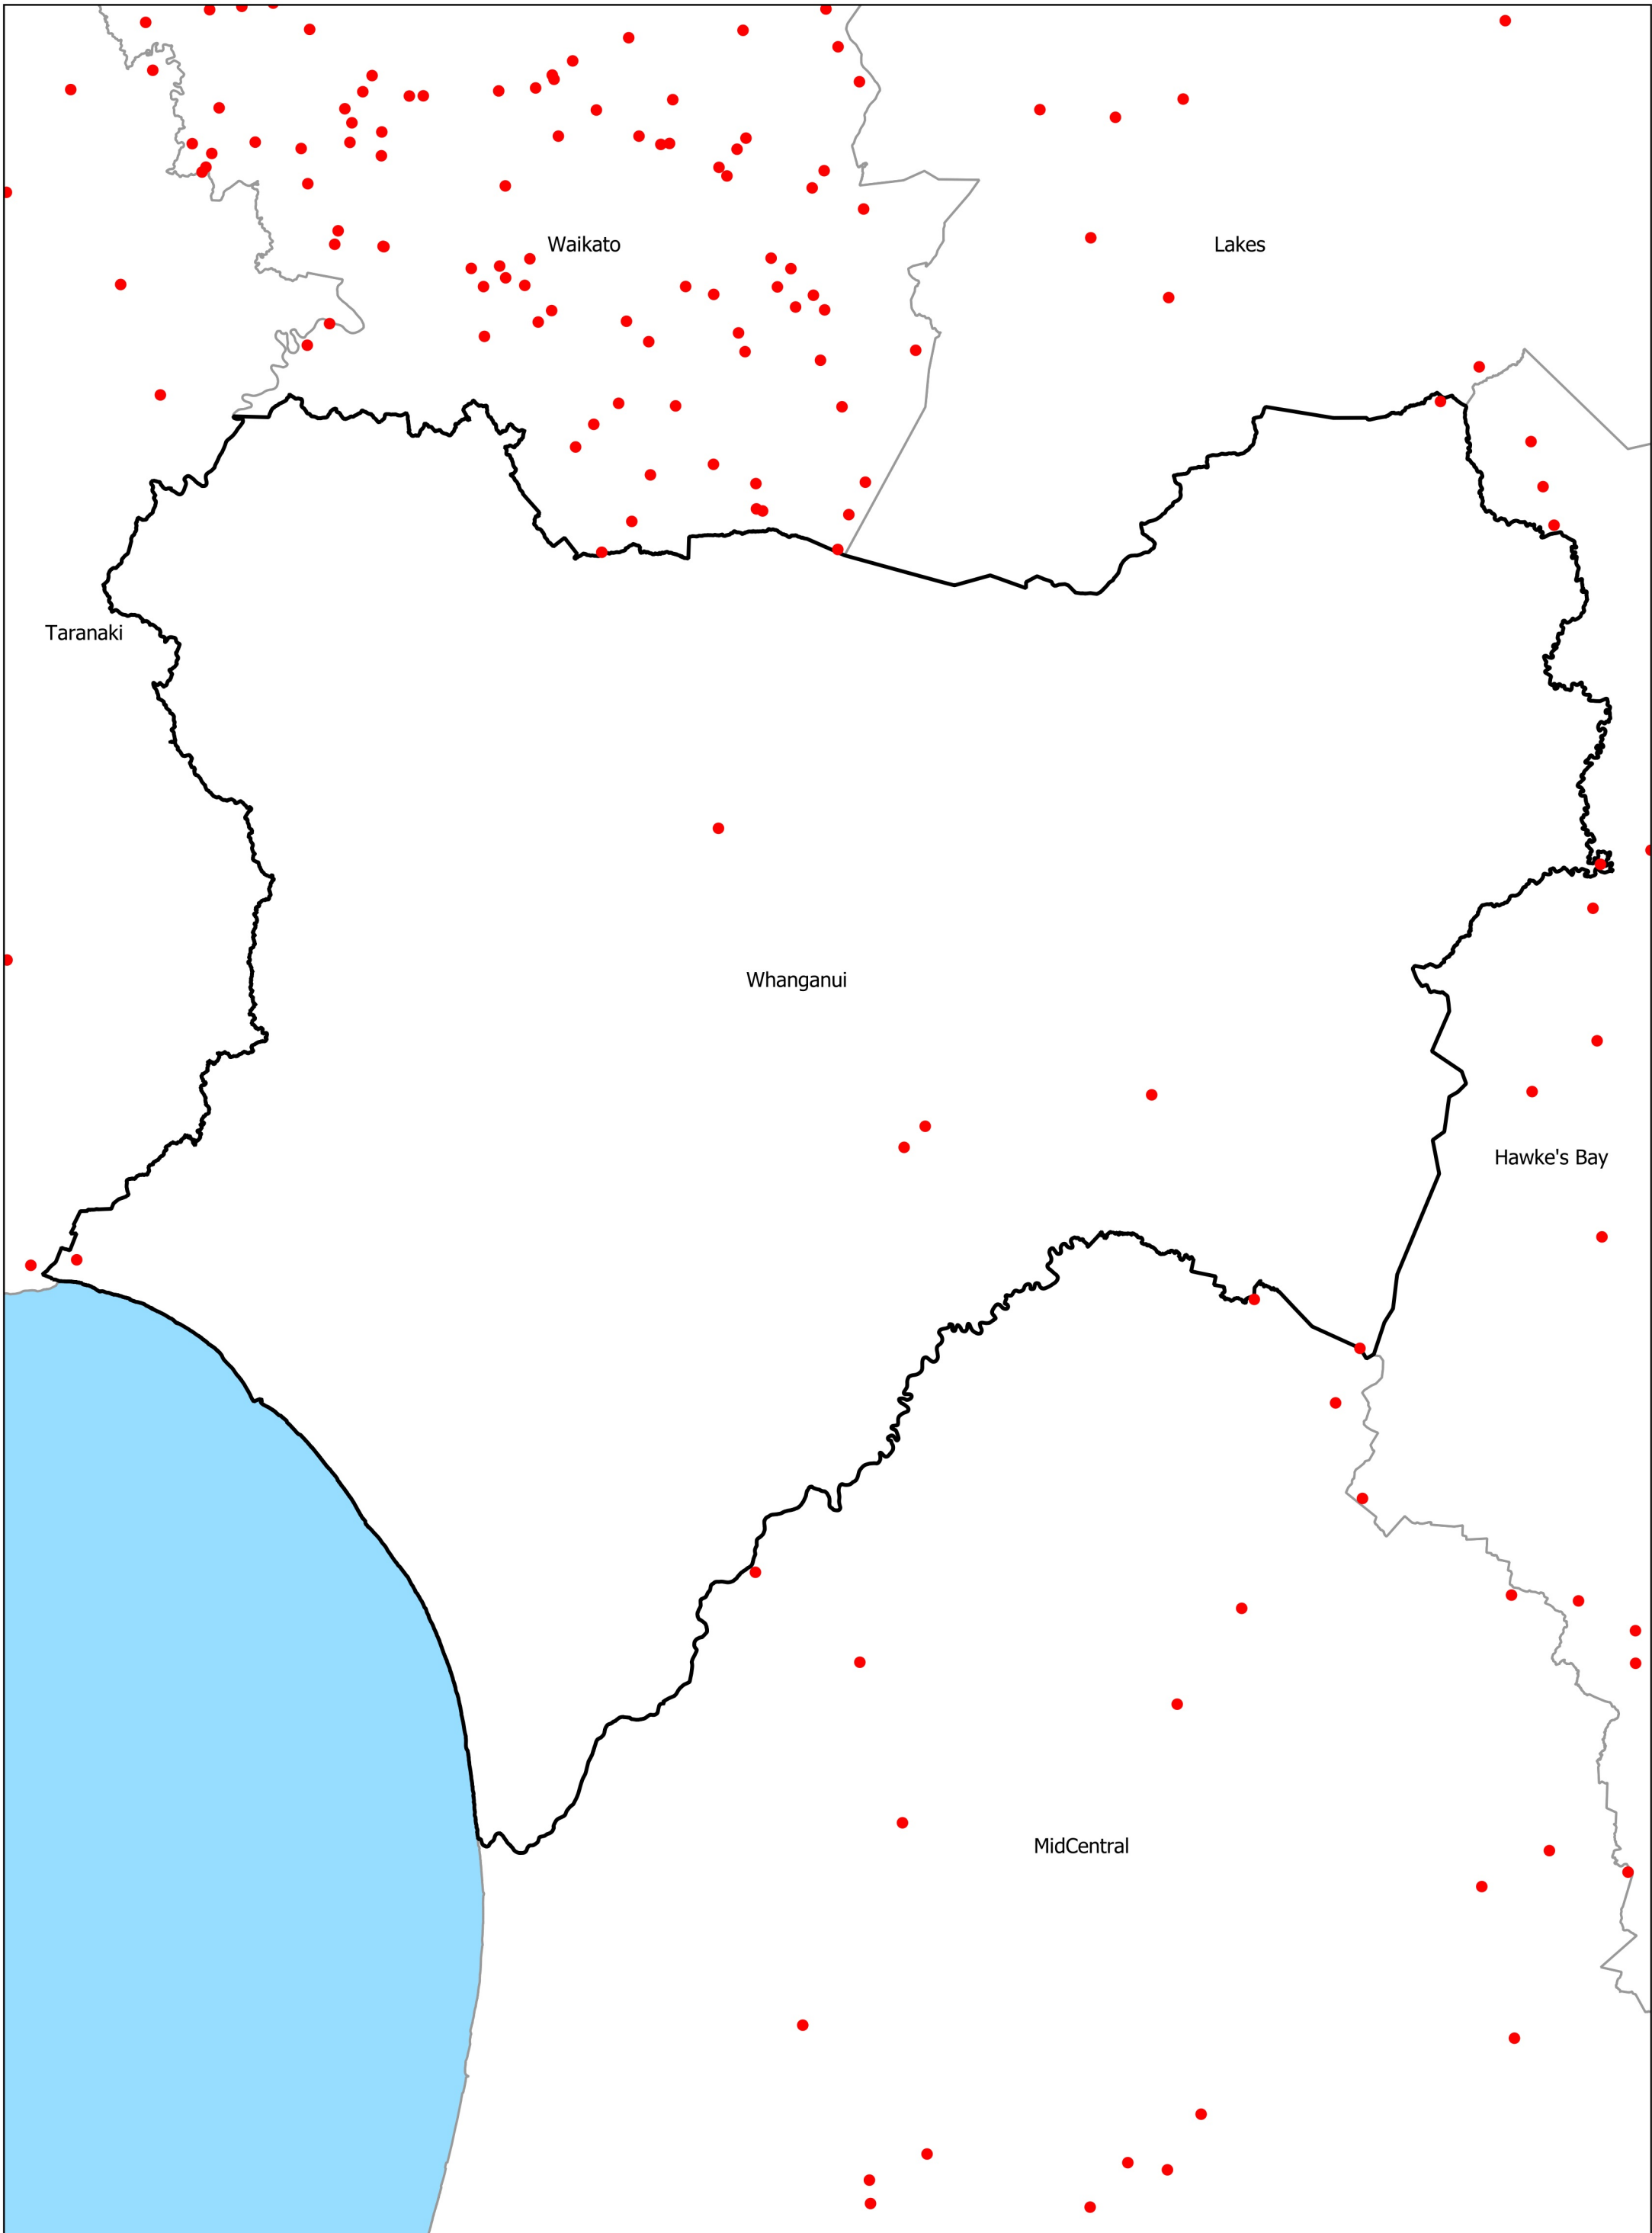 Waikato
Lakes
Taranaki
Whanganui
Hawke's Bay
MidCentral